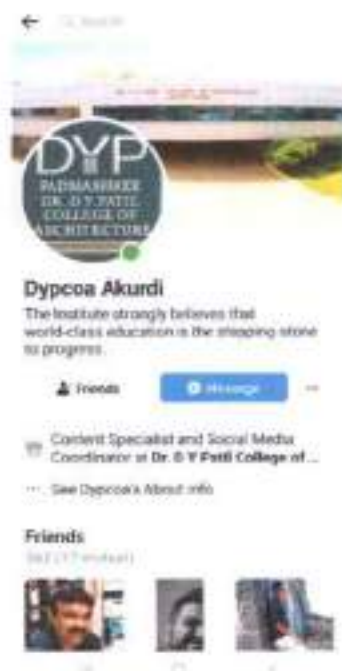 Search
DYP
PADMASHREE
DR. D Y PATIL
COLLEGE OF
ARCHITECTURE
Dypcoa Akurdi
The Institute strongly believes that
world-class education is the stepping stone
to progress.
Friends
Message
Content Specialist and Social Media
Coordinator at Dr. D Y Patil College of ...
See Dypcoa's About info
Friends